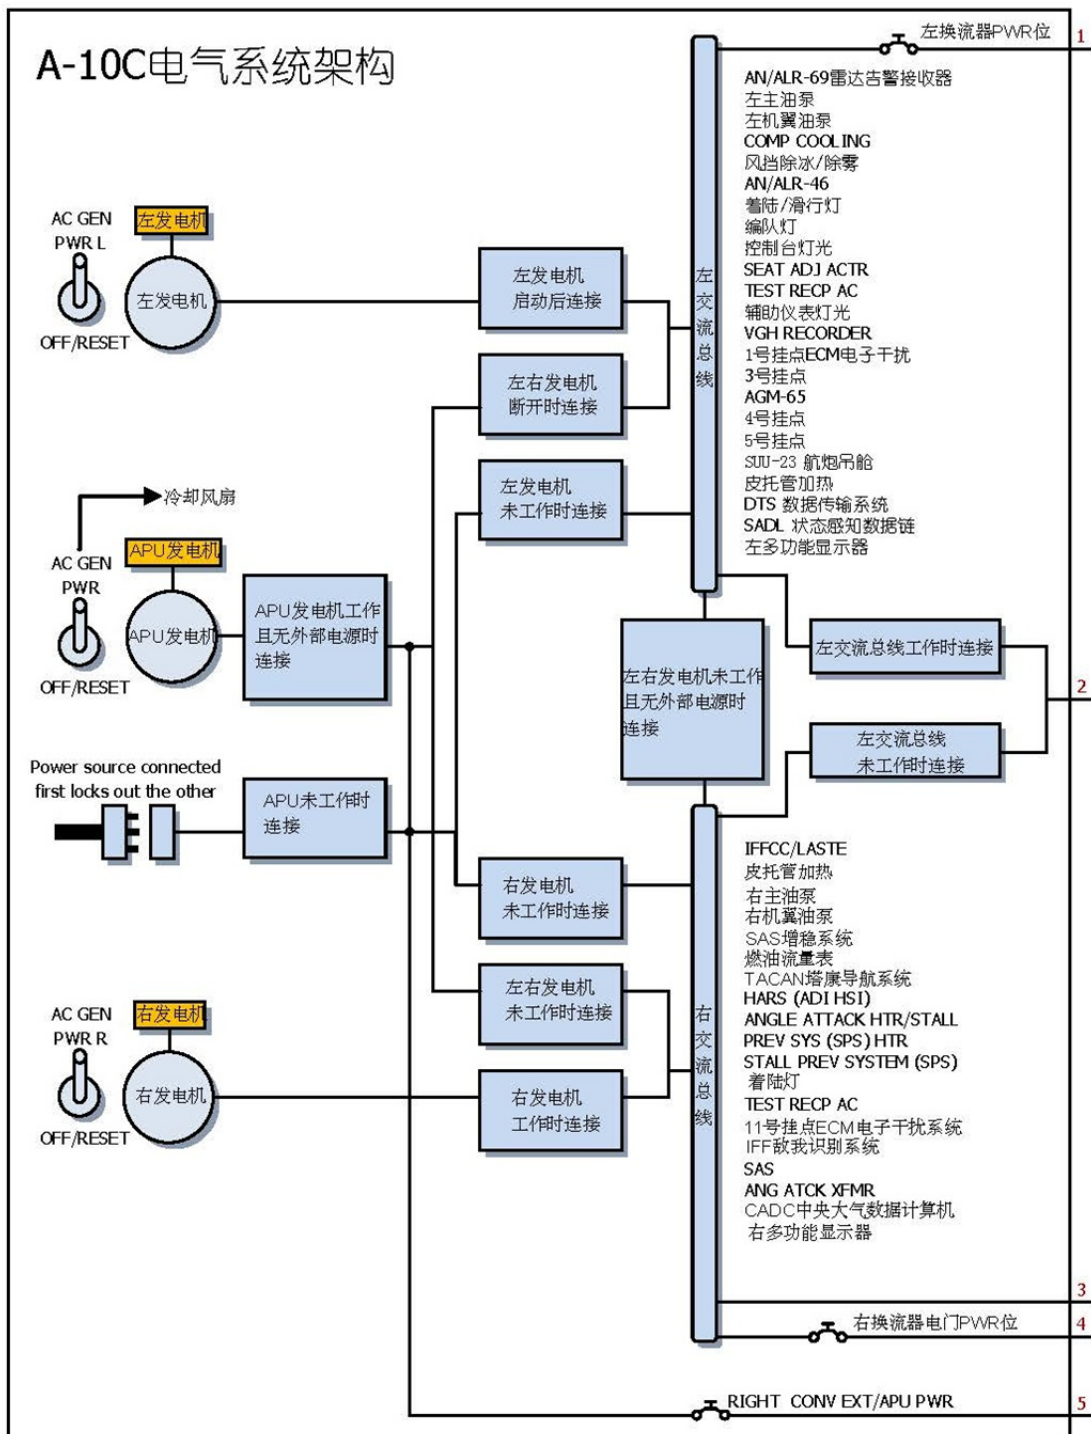 A-10C电气系统架构
左换流器PWR位
1
AN/ALR-69雷达告警接收器
左主油泵
左机翼油泵
COMP COOLING
风挡除冰/除雾
AN/ALR-46
着陆/滑行灯
编队灯
控制台灯光
SEAT ADJ ACTR
TEST RECP AC
辅助仪表灯光
VGH RECORDER
1号挂点ECM电子干扰
3号挂点
AGM-65
4号挂点
5号挂点
SUU-23 航炮吊舱
皮托管加热
DTS 数据传输系统
SADL 状态感知数据链
左多功能显示器
AC GEN
PWR L
OFF/RESET
左发电机
左发电机
左发电机
启动后连接
左右发电机
断开时连接
左发电机
未工作时连接
左交流总线
冷却风扇
AC GEN
PWR
OFF/RESET
APU发电机
APU发电机
APU发电机工作
且无外部电源时
连接
左右发电机未工作
且无外部电源时
连接
左交流总线工作时连接
2
左交流总线
未工作时连接
Power source connected
first locks out the other
APU未工作时
连接
右发电机
未工作时连接
左右发电机
未工作时连接
右发电机
工作时连接
AC GEN
PWR R
OFF/RESET
右发电机
右发电机
右交流总线
IFFCC/LASTE
皮托管加热
右主油泵
右机翼油泵
SAS增稳系统
燃油流量表
TACAN塔康导航系统
HARS (ADI HSI)
ANGLE ATTACK HTR/STALL
PREV SYS (SPS) HTR
STALL PREV SYSTEM (SPS)
着陆灯
TEST RECP AC
11号挂点ECM电子干扰系统
IFF敌我识别系统
SAS
ANG ATCK XFMR
CADC中央大气数据计算机
右多功能显示器
3
右换流器电门PWR位
4
RIGHT CONV EXT/APU PWR
5